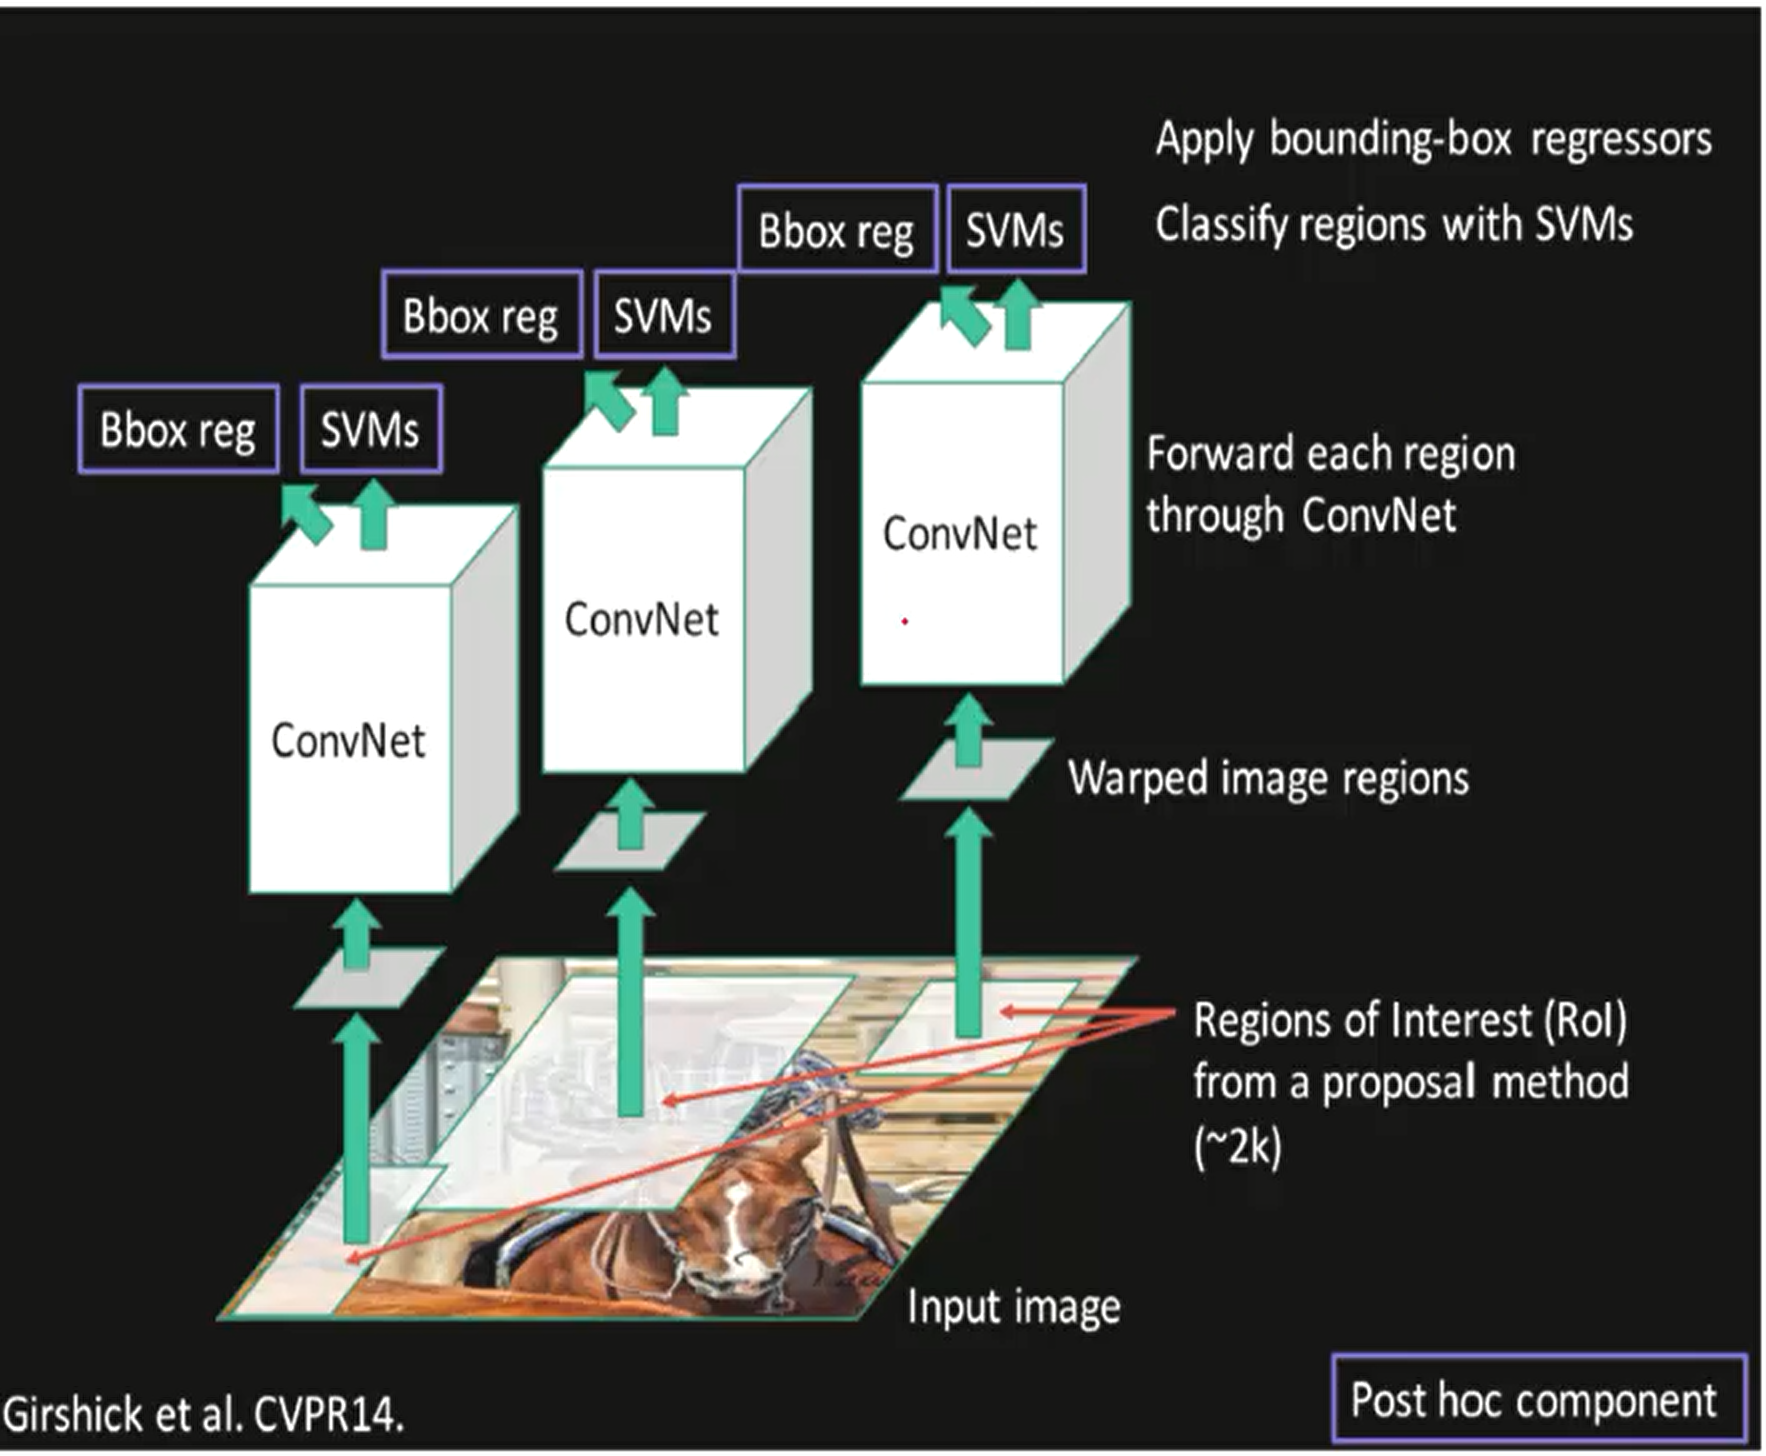 Apply bounding-box regressors
Bbox reg
SVMs
Classify regions with SVMs
Bbox reg
SVMs
Bbox reg
SVMs
Forward each region
through ConvNet
ConvNet
ConvNet
ConvNet
Warped image regions
Regions of Interest (RoI)
from a proposal method
(~2k)
Input image
Girshick et al. CVPR14.
Post hoc component